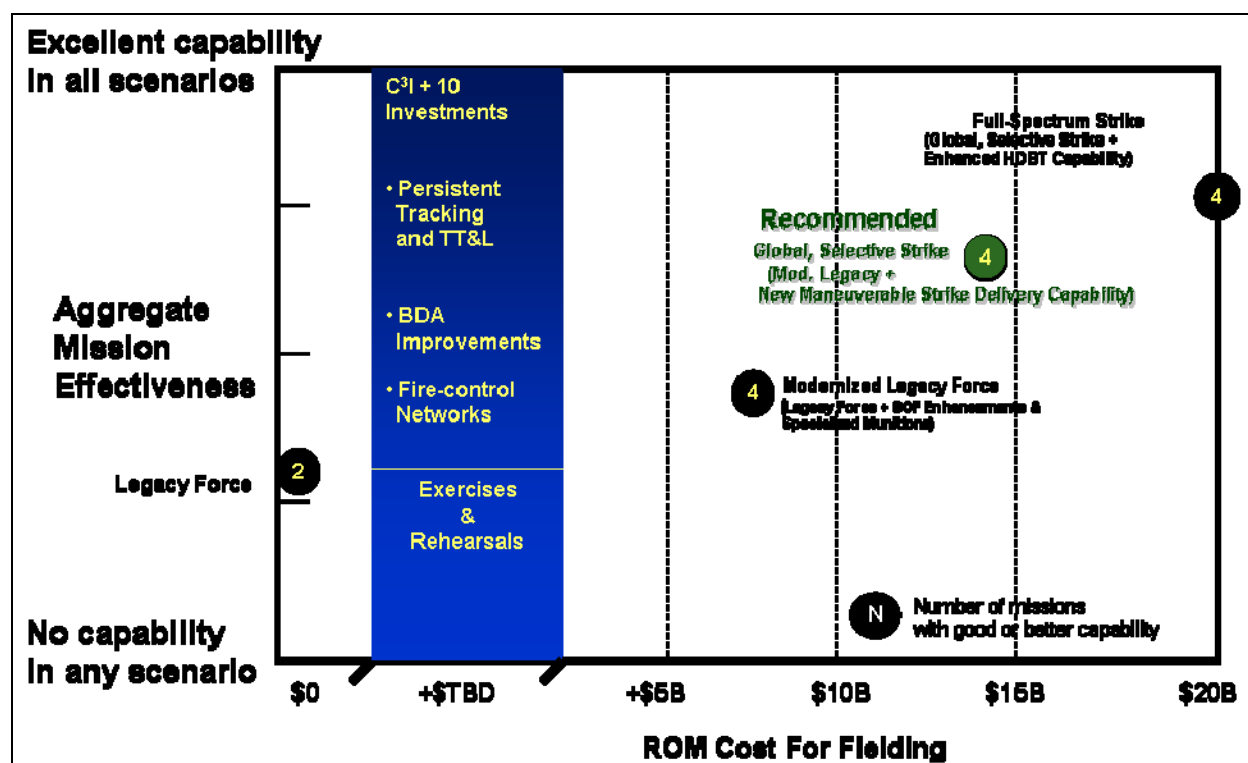 Excellent capability
in all scenarios
C³I + IO
Investments
• Persistent
Tracking
and TT&L
• BDA
Improvements
• Fire-control
Networks
Exercises
&
Rehearsals
Full-Spectrum Strike
(Global, Selective Strike +
Enhanced HDBT Capability)
4
Recommended
Global, Selective Strike
(Mod. Legacy +
New Maneuverable Strike Delivery Capability)
4
Aggregate
Mission
Effectiveness
4
Modernized Legacy Force
(Legacy Force + SOF Enhancements &
Specialized Munitions)
Legacy Force
2
N
Number of missions
with good or better capability
No capability
in any scenario
$0
+$TBD
+$5B
$10B
$15B
$20B
ROM Cost For Fielding